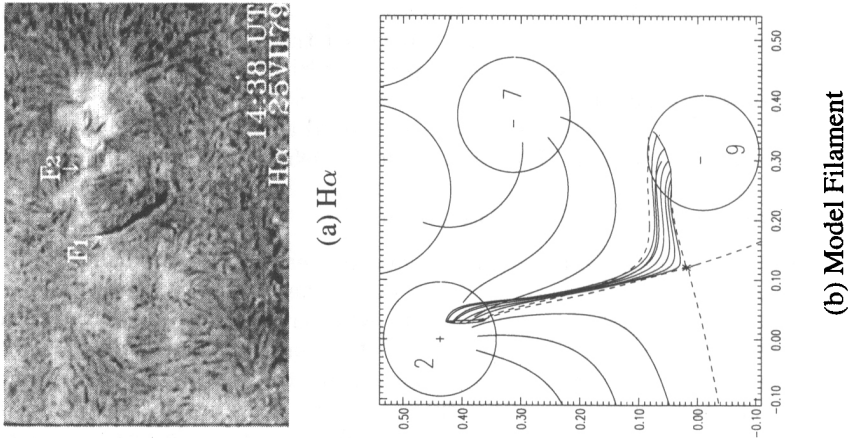 F2
F1
14:38 UT
Hα 25VII79
(a) Hα
0.50
0.40
0.30
0.20
0.10
0.00
-0.10
- 7
2 +
- 9
0.50 0.40 0.30 0.20 0.10 0.00 -0.10
(b) Model Filament